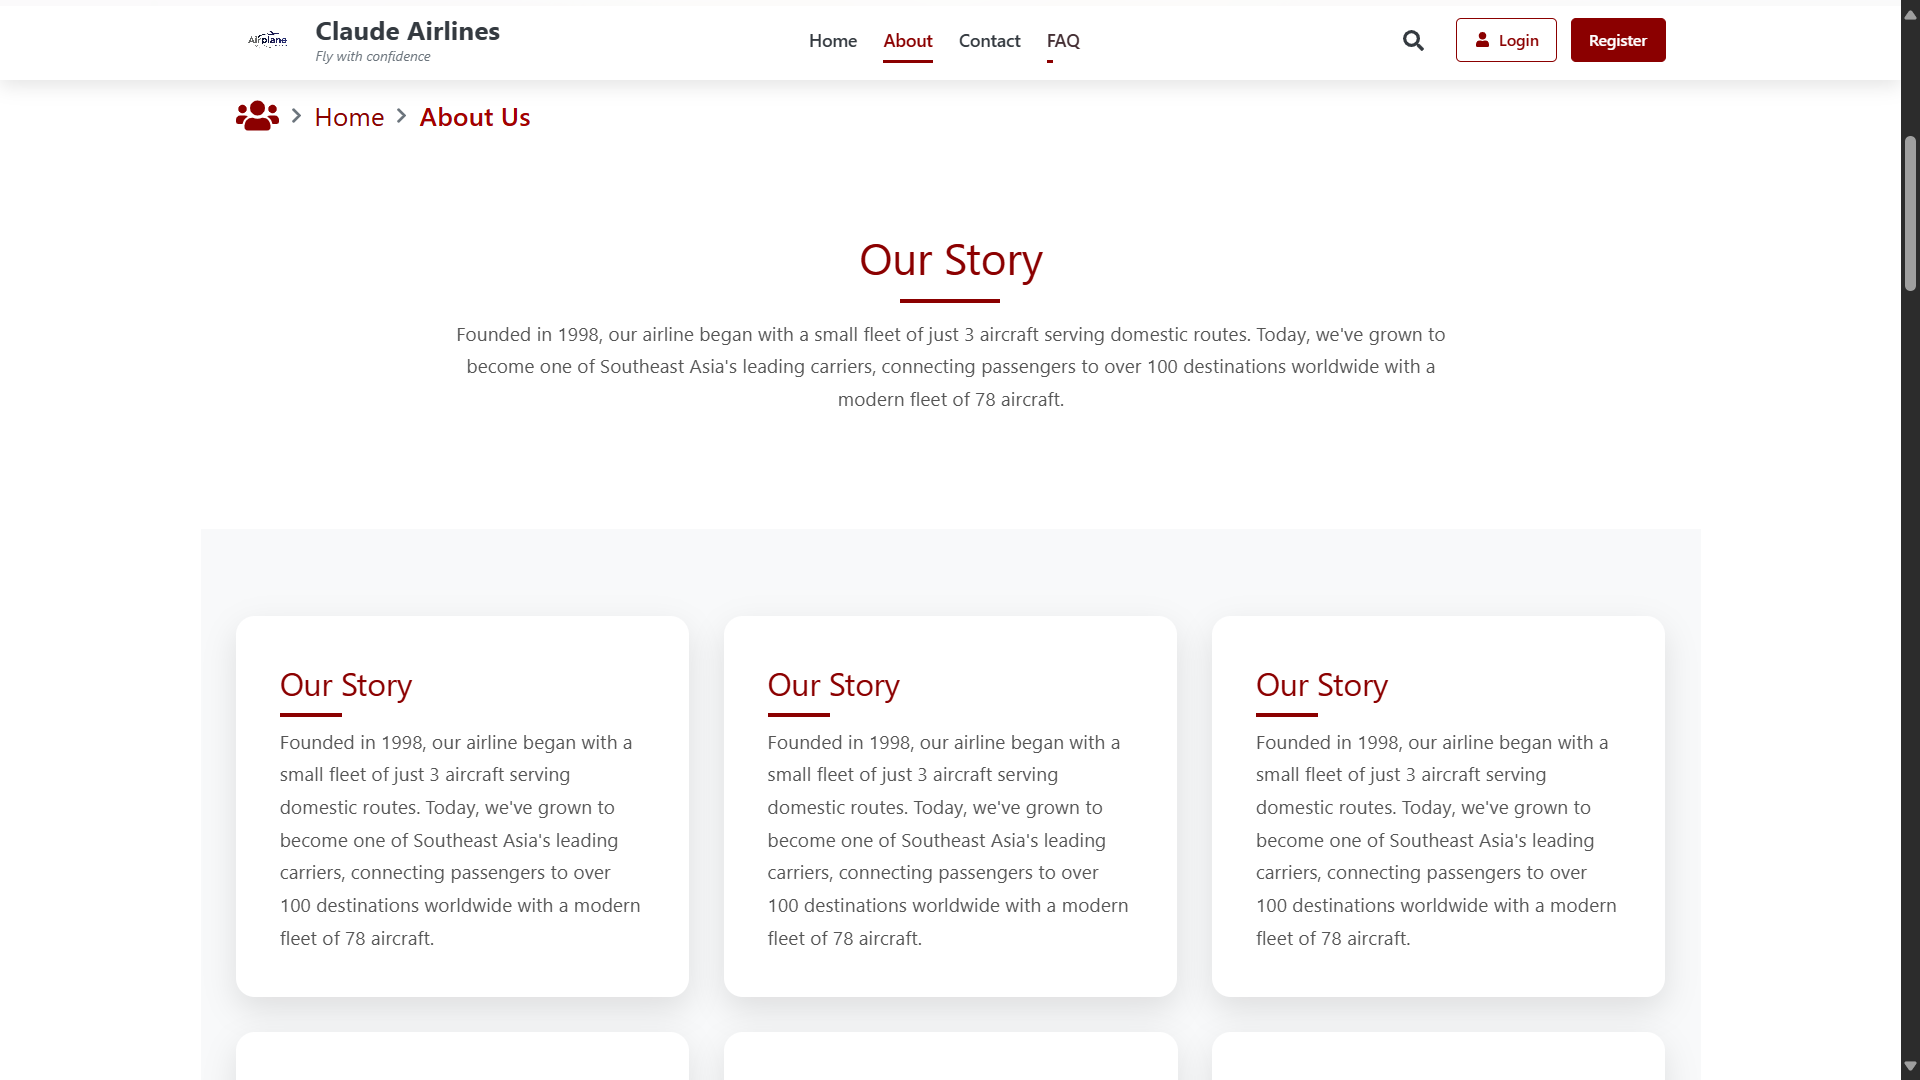 Airplane
Claude Airlines
Fly with confidence
Home
About
Contact
FAQ
Login
Register
Home
About Us
Our Story
Founded in 1998, our airline began with a small fleet of just 3 aircraft serving domestic routes. Today, we've grown to
become one of Southeast Asia's leading carriers, connecting passengers to over 100 destinations worldwide with a
modern fleet of 78 aircraft.
Our Story
Founded in 1998, our airline began with a
small fleet of just 3 aircraft serving
domestic routes. Today, we've grown to
become one of Southeast Asia's leading
carriers, connecting passengers to over
100 destinations worldwide with a modern
fleet of 78 aircraft.
Our Story
Founded in 1998, our airline began with a
small fleet of just 3 aircraft serving
domestic routes. Today, we've grown to
become one of Southeast Asia's leading
carriers, connecting passengers to over
100 destinations worldwide with a modern
fleet of 78 aircraft.
Our Story
Founded in 1998, our airline began with a
small fleet of just 3 aircraft serving
domestic routes. Today, we've grown to
become one of Southeast Asia's leading
carriers, connecting passengers to over
100 destinations worldwide with a modern
fleet of 78 aircraft.